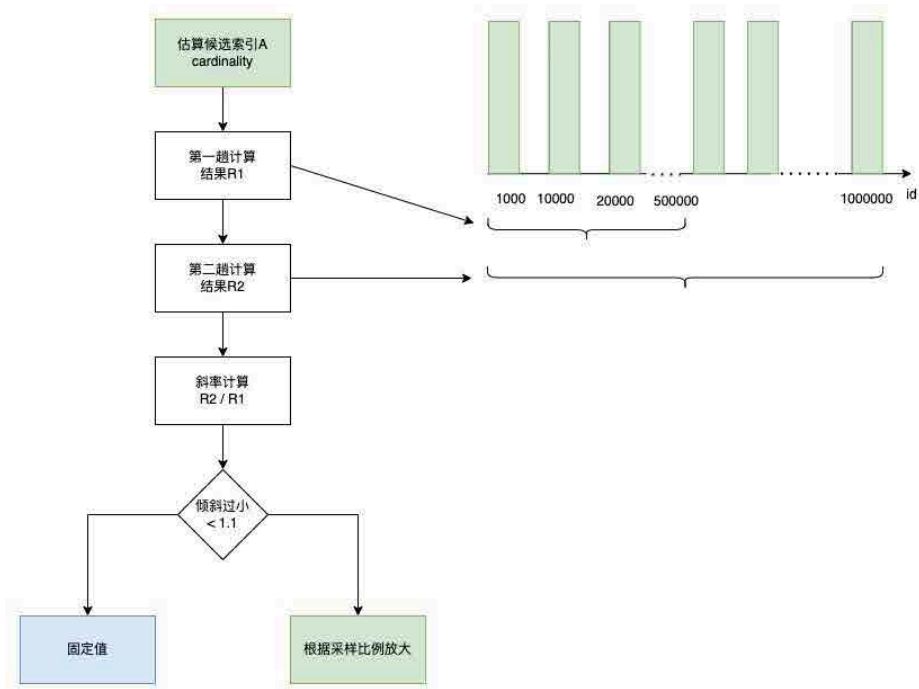 估算候选索引A
cardinality
第一趟计算
结果R1
1000
10000
20000
500000
1000000
id
第二趟计算
结果R2
斜率计算
R2 / R1
倾斜过小
< 1.1
固定值
根据采样比例放大